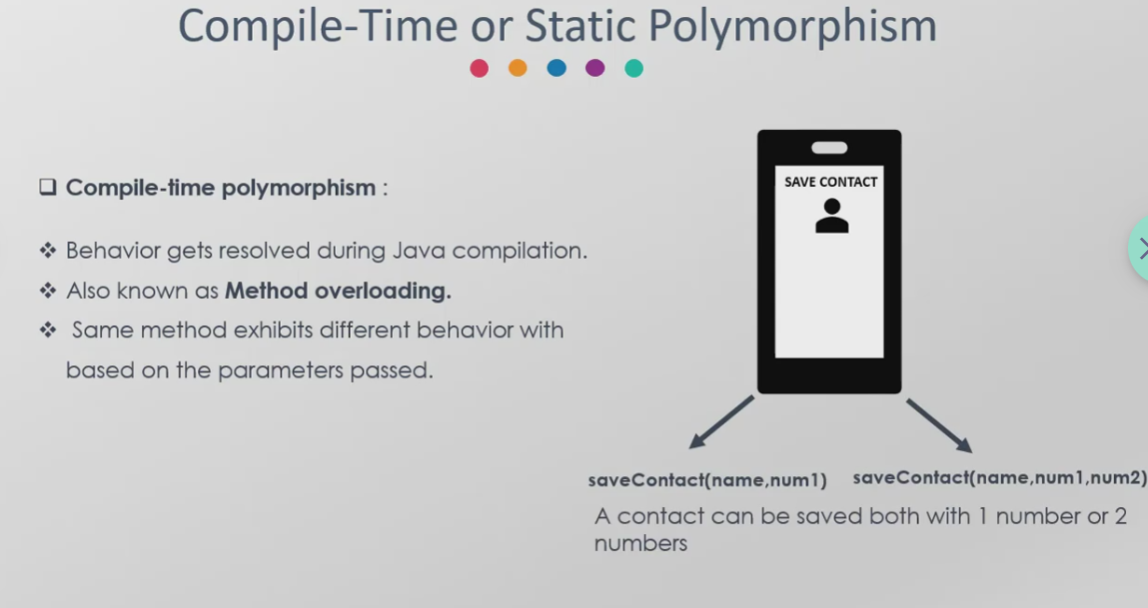 Compile-Time or Static Polymorphism
Compile-time polymorphism :
Behavior gets resolved during Java compilation.
Also known as Method overloading.
Same method exhibits different behavior with
based on the parameters passed.
SAVE CONTACT
saveContact(name,num1)
saveContact(name,num1,num2)
A contact can be saved both with 1 number or 2
numbers